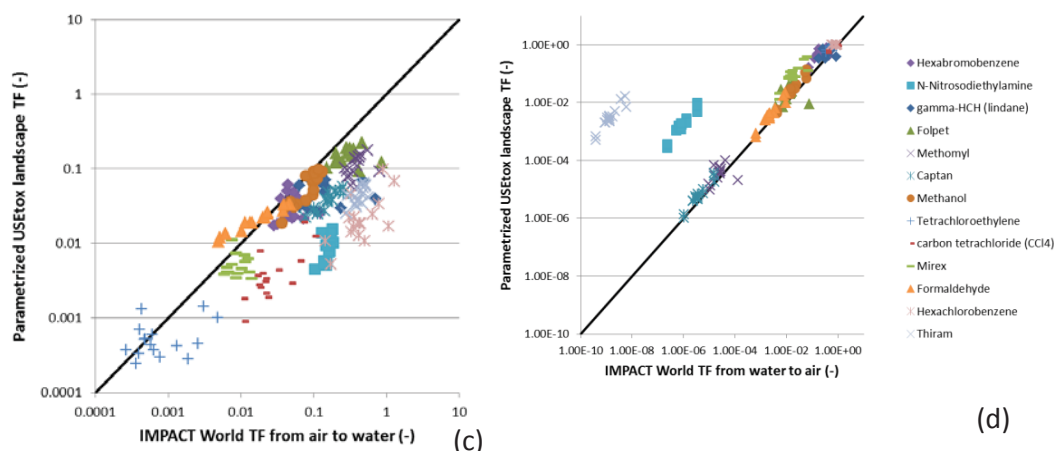 Parametrized USEtox landscape TF (-)
10
1
0.1
0.01
0.001
0.0001
0.0001
0.001
0.01
0.1
1
10
IMPACT World TF from air to water (-)
(c)
Parametrized USEtox landscape TF (-)
1.00E+00
1.00E-02
1.00E-04
1.00E-06
1.00E-08
1.00E-10
1.00E-10
1.00E-08
1.00E-06
1.00E-04
1.00E-02
1.00E+00
IMPACT World TF from water to air (-)
(d)
Hexabromobenzene
N-Nitrosodiethylamine
gamma-HCH (lindane)
Folpet
Methomyl
Captan
Methanol
Tetrachloroethylene
carbon tetrachloride (CCl4)
Mirex
Formaldehyde
Hexachlorobenzene
Thiram